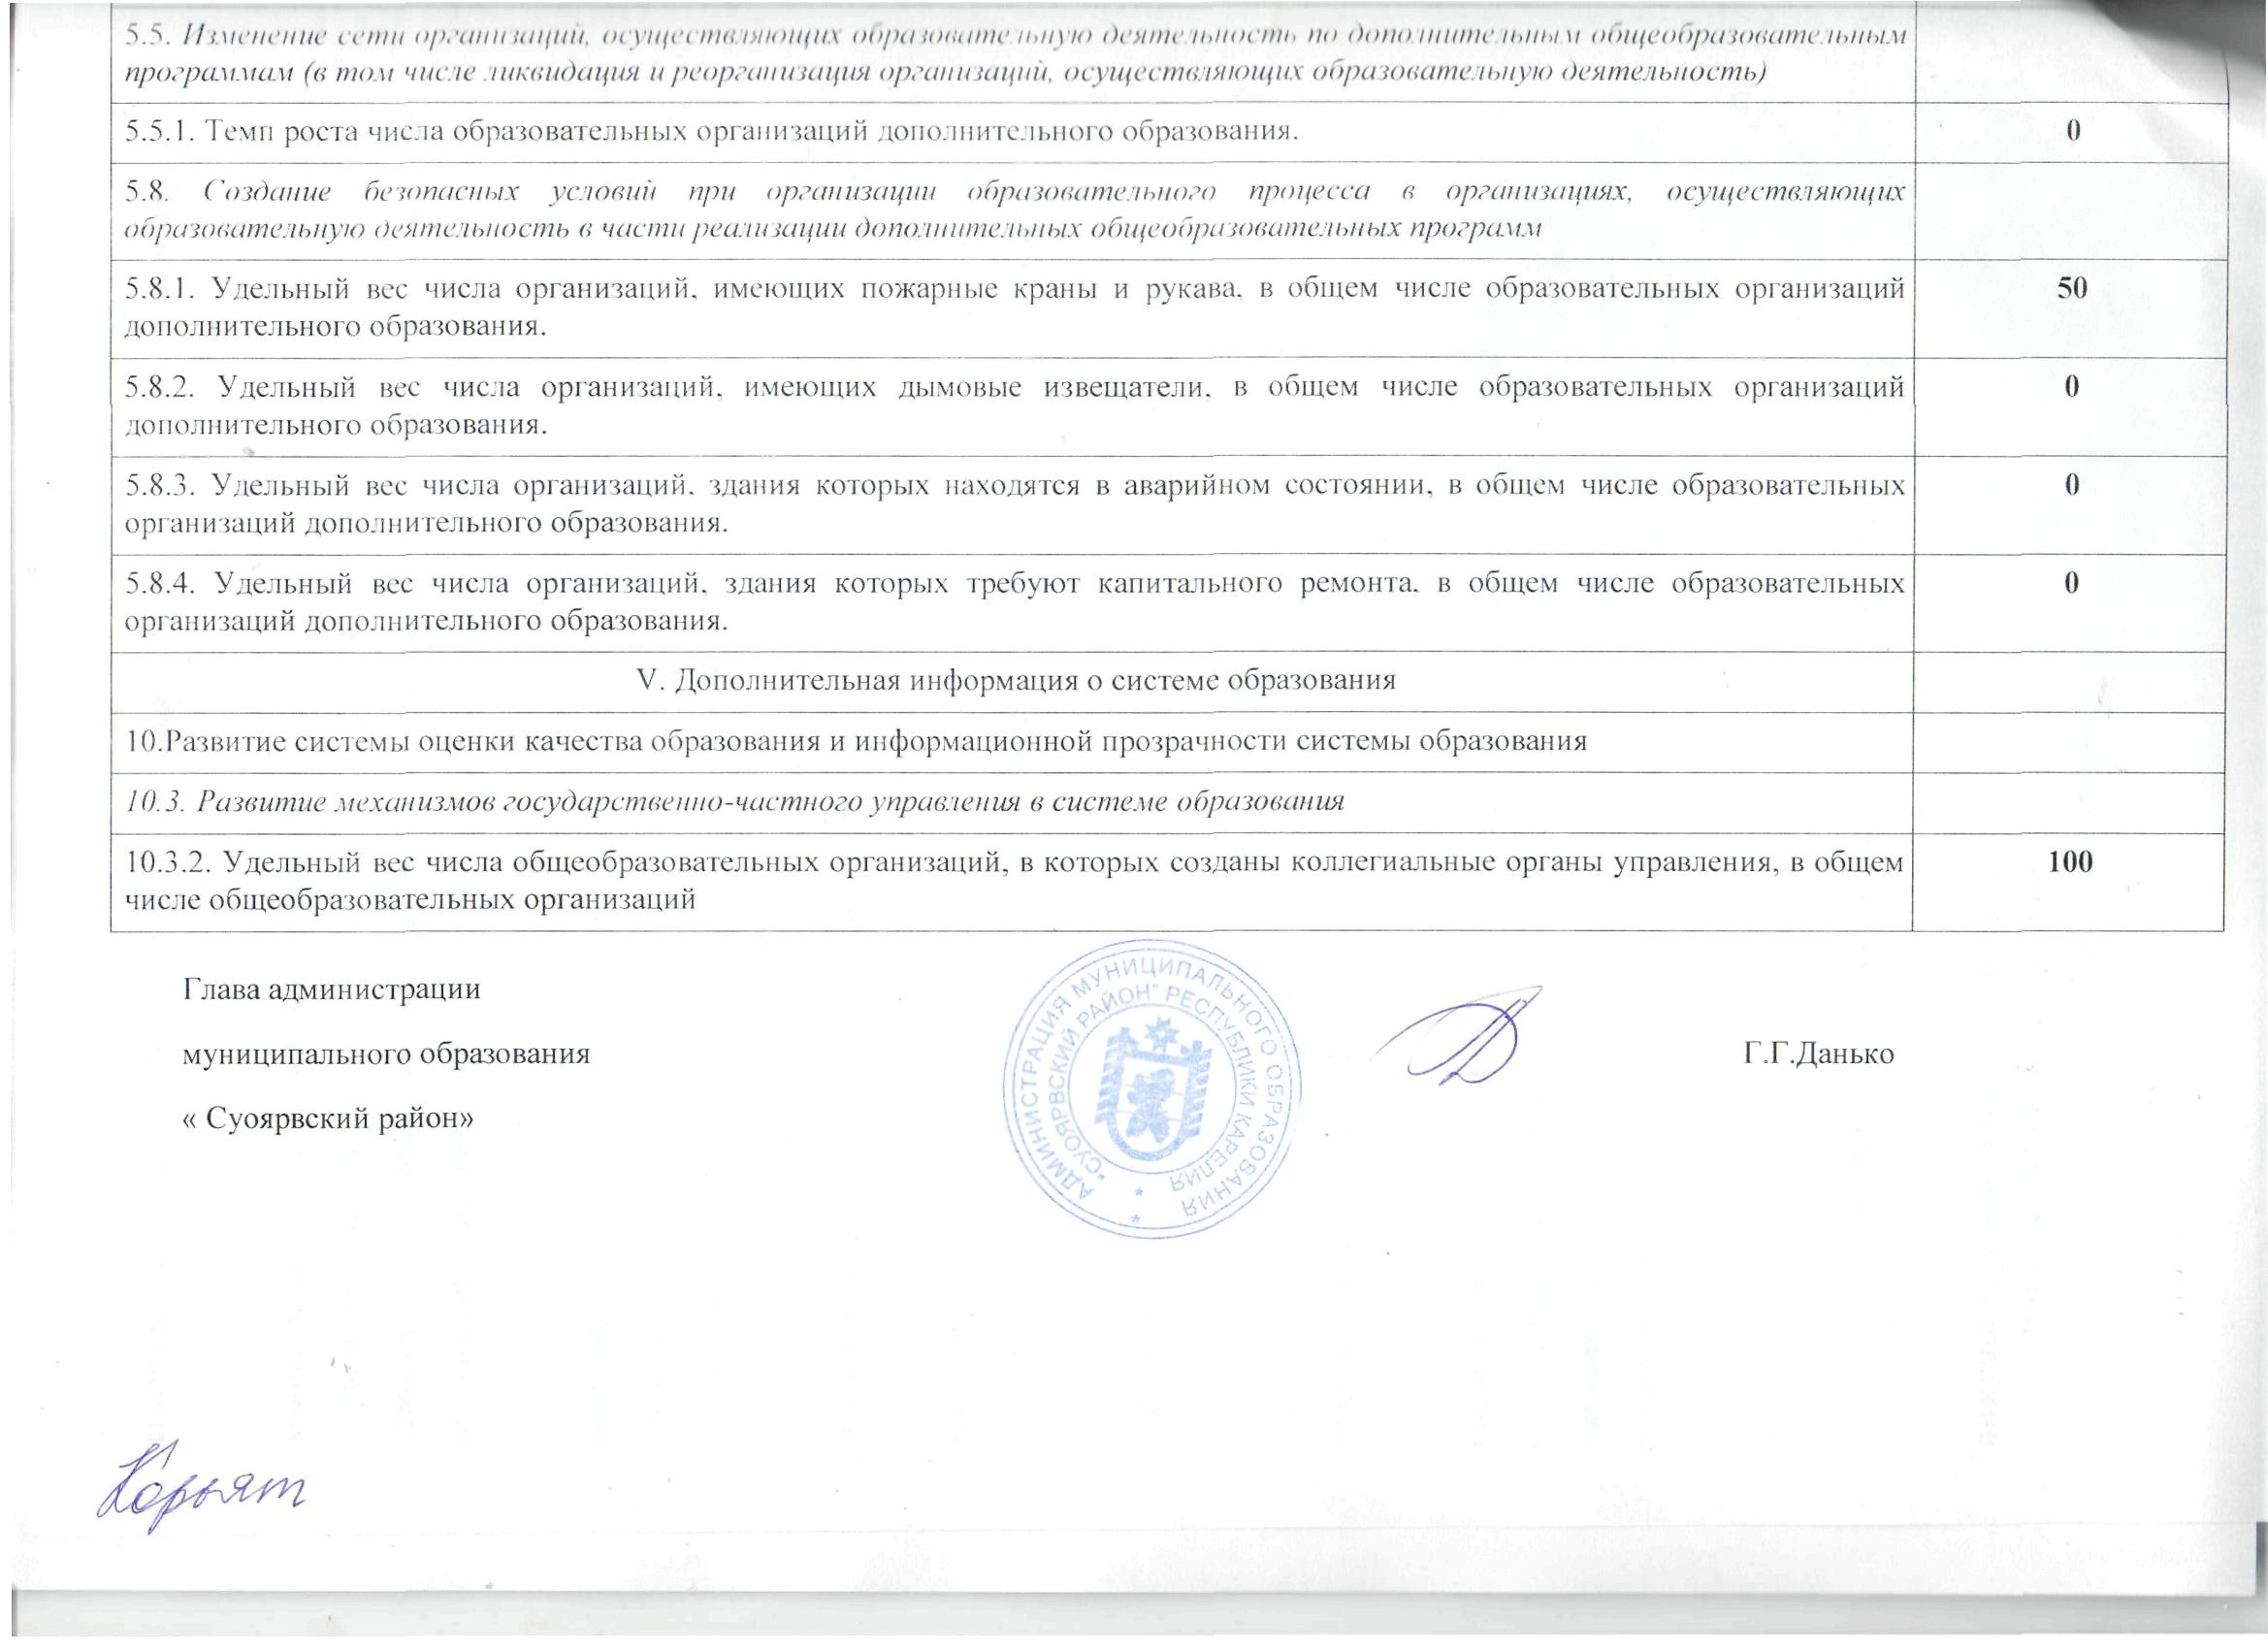 5.5. Изменение сети организаций, осуществляющих образовательную деятельность по дополнительным общеобразовательным
программам (в том числе ликвидация и реорганизация организаций, осуществляющих образовательную деятельность)
5.5.1. Темп роста числа образовательных организаций дополнительного образования.
0
5.8. Создание безопасных условий при организации образовательного процесса в организациях, осуществляющих
образовательную деятельность в части реализации дополнительных общеобразовательных программ
5.8.1. Удельный вес числа организаций, имеющих пожарные краны и рукава, в общем числе образовательных организаций
дополнительного образования.
50
5.8.2. Удельный вес числа организаций, имеющих дымовые извещатели, в общем числе образовательных организаций
дополнительного образования.
0
5.8.3. Удельный вес числа организаций, здания которых находятся в аварийном состоянии, в общем числе образовательных
организаций дополнительного образования.
0
5.8.4. Удельный вес числа организаций, здания которых требуют капитального ремонта, в общем числе образовательных
организаций дополнительного образования.
0
V. Дополнительная информация о системе образования
10.Развитие системы оценки качества образования и информационной прозрачности системы образования
10.3. Развитие механизмов государственно-частного управления в системе образования
10.3.2. Удельный вес числа общеобразовательных организаций, в которых созданы коллегиальные органы управления, в общем
числе общеобразовательных организаций
100
Глава администрации
муниципального образования
« Суоярвский район»
АДМИНИСТРАЦИЯ МУНИЦИПАЛЬНОГО ОБРАЗОВАНИЯ *
"СУОЯРВСКИЙ РАЙОН" РЕСПУБЛИКИ КАРЕЛИЯ *
Г.Г.Данько